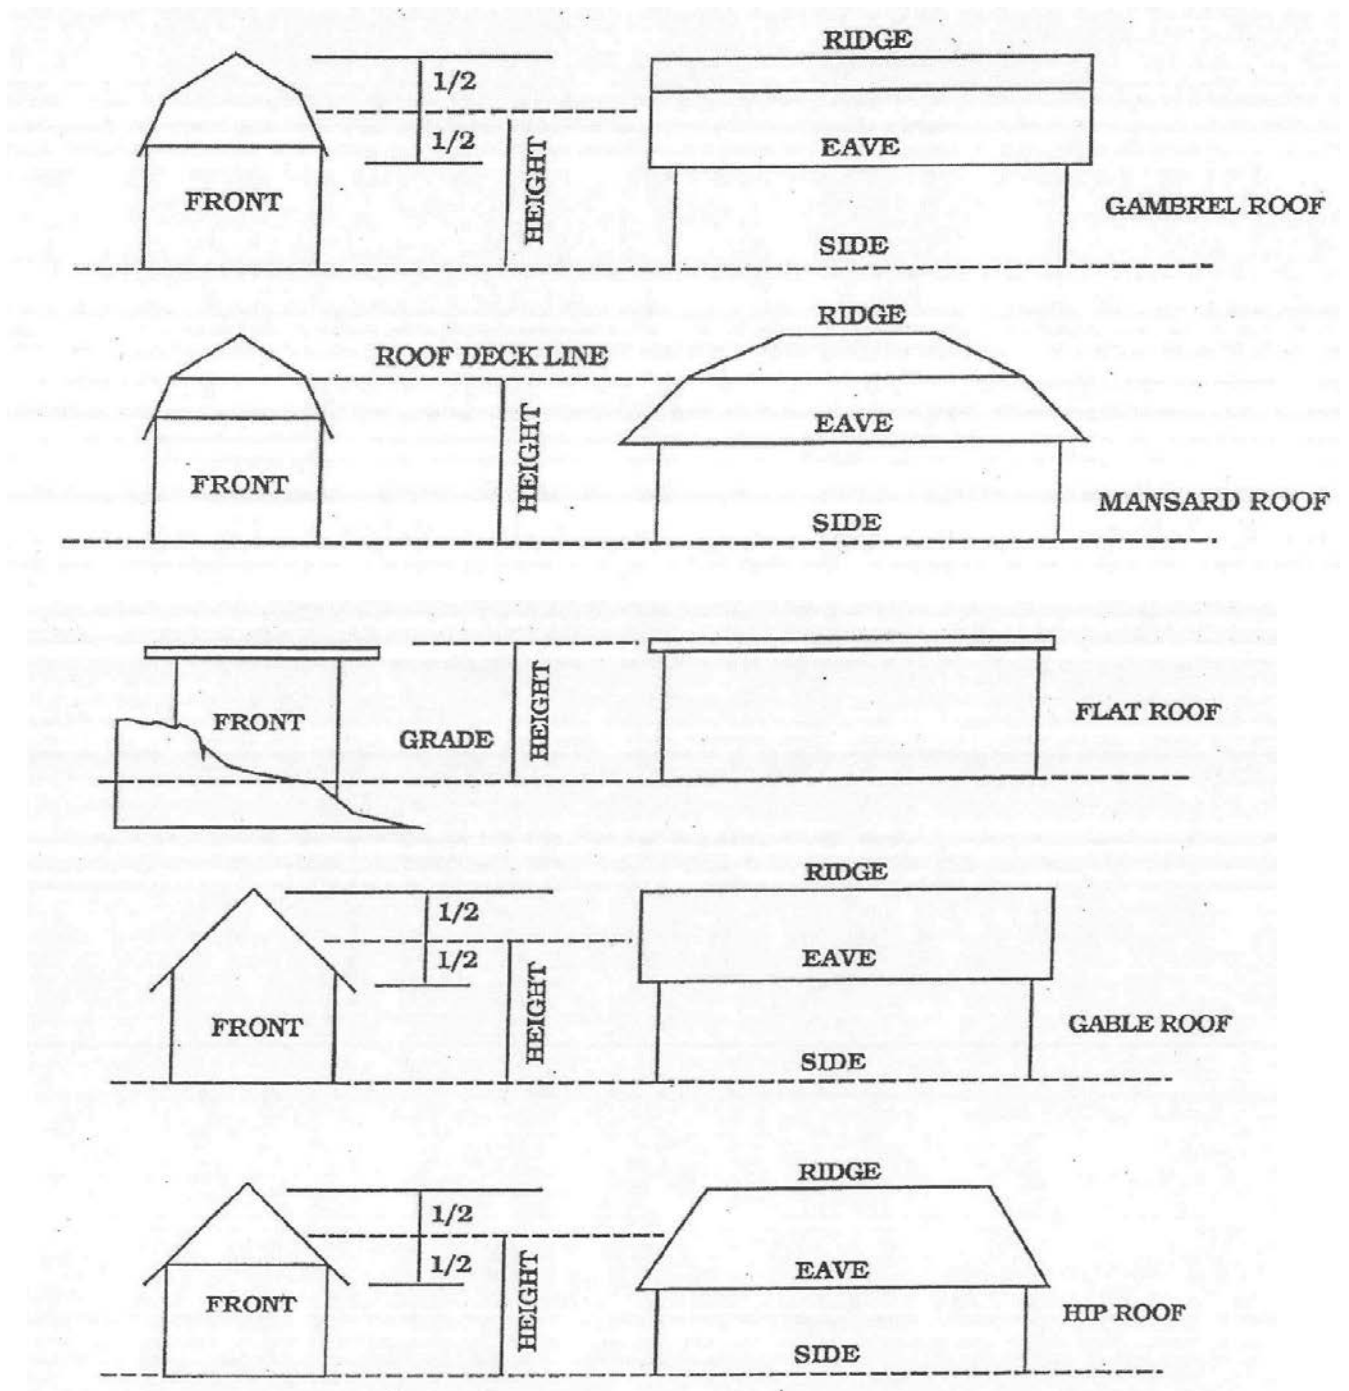 RIDGE
1/2
1/2
HEIGHT
EAVE
FRONT
GAMBREL ROOF
SIDE
RIDGE
ROOF DECK LINE
HEIGHT
EAVE
FRONT
MANSARD ROOF
SIDE
FRONT
GRADE
HEIGHT
FLAT ROOF
RIDGE
1/2
1/2
HEIGHT
EAVE
FRONT
GABLE ROOF
SIDE
RIDGE
1/2
1/2
HEIGHT
EAVE
FRONT
HIP ROOF
SIDE